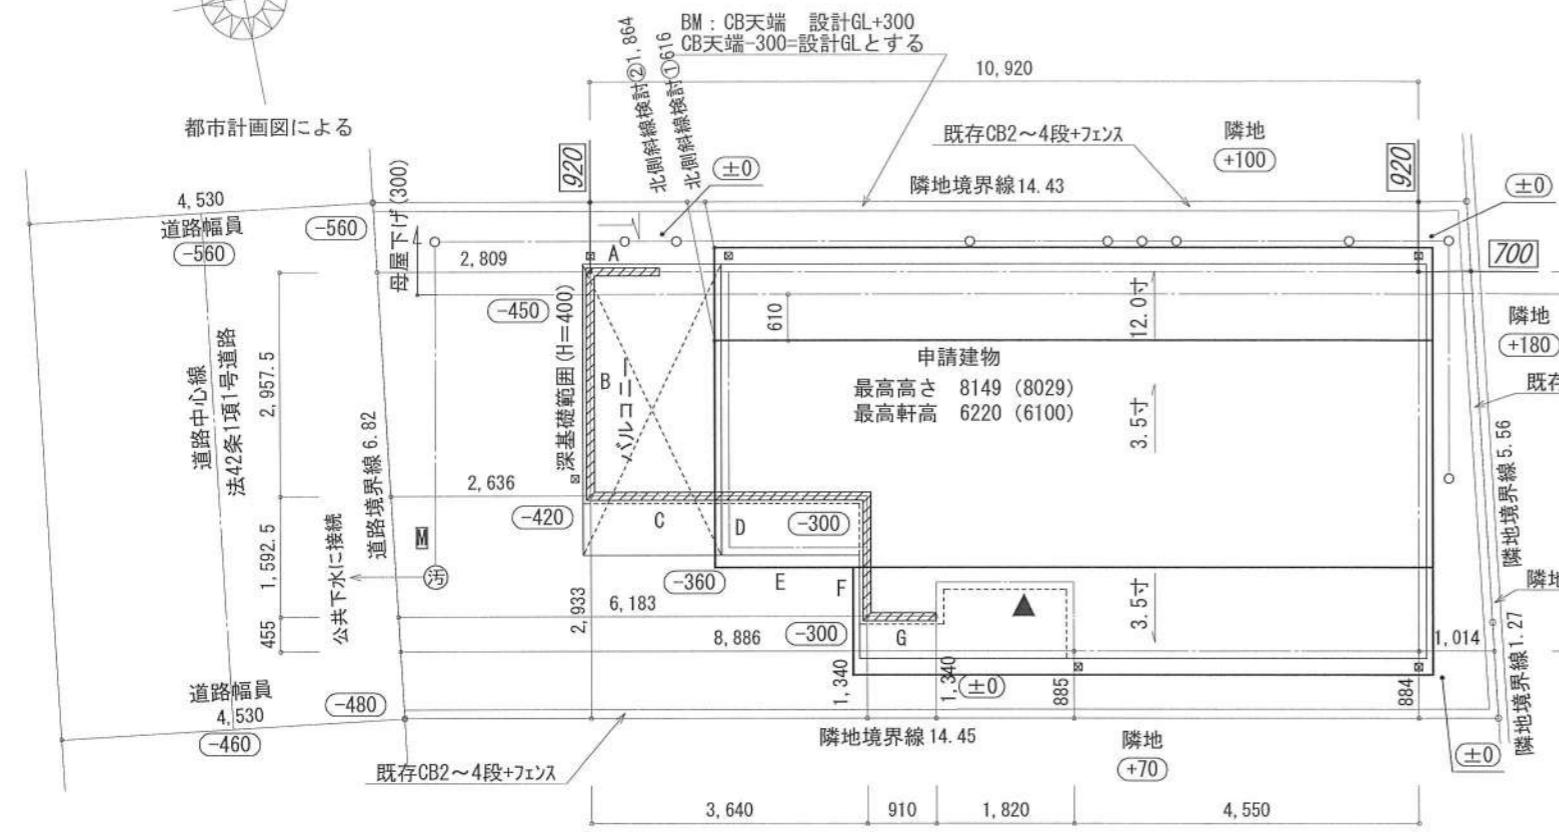 BM：CB天端　設計GL+300
CB天端-300=設計GLとする
北側斜線検討②1,864
北側斜線検討①616
10,920
都市計画図による
既存CB2～4段+フェンス
隣地
+100
920
±0
920
±0
隣地境界線14.43
4,530
道路幅員
-560
-560
母屋下げ(300)
2,809
A
700
-450
610
12.0寸
隣地
+180
既存
申請建物
最高高さ　8149（8029）
最高軒高　6220（6100）
3.5寸
道路中心線
法42条1項1号道路
2,957.5
道路境界線 6.82
深基礎範囲(H=400)
B
バルコニー
隣地境界線5.56
2,636
-420
C
D
-300
M
公共下水に接続
汚
1,592.5
-360
E
F
3.5寸
隣地
455
2,933
6,183
-300
G
8,886
1,340
1,340
±0
885
884
1,014
隣地境界線1.27
道路幅員
4,530
-480
-460
隣地境界線14.45
隣地
+70
±0
既存CB2～4段+フェンス
3,640
910
1,820
4,550